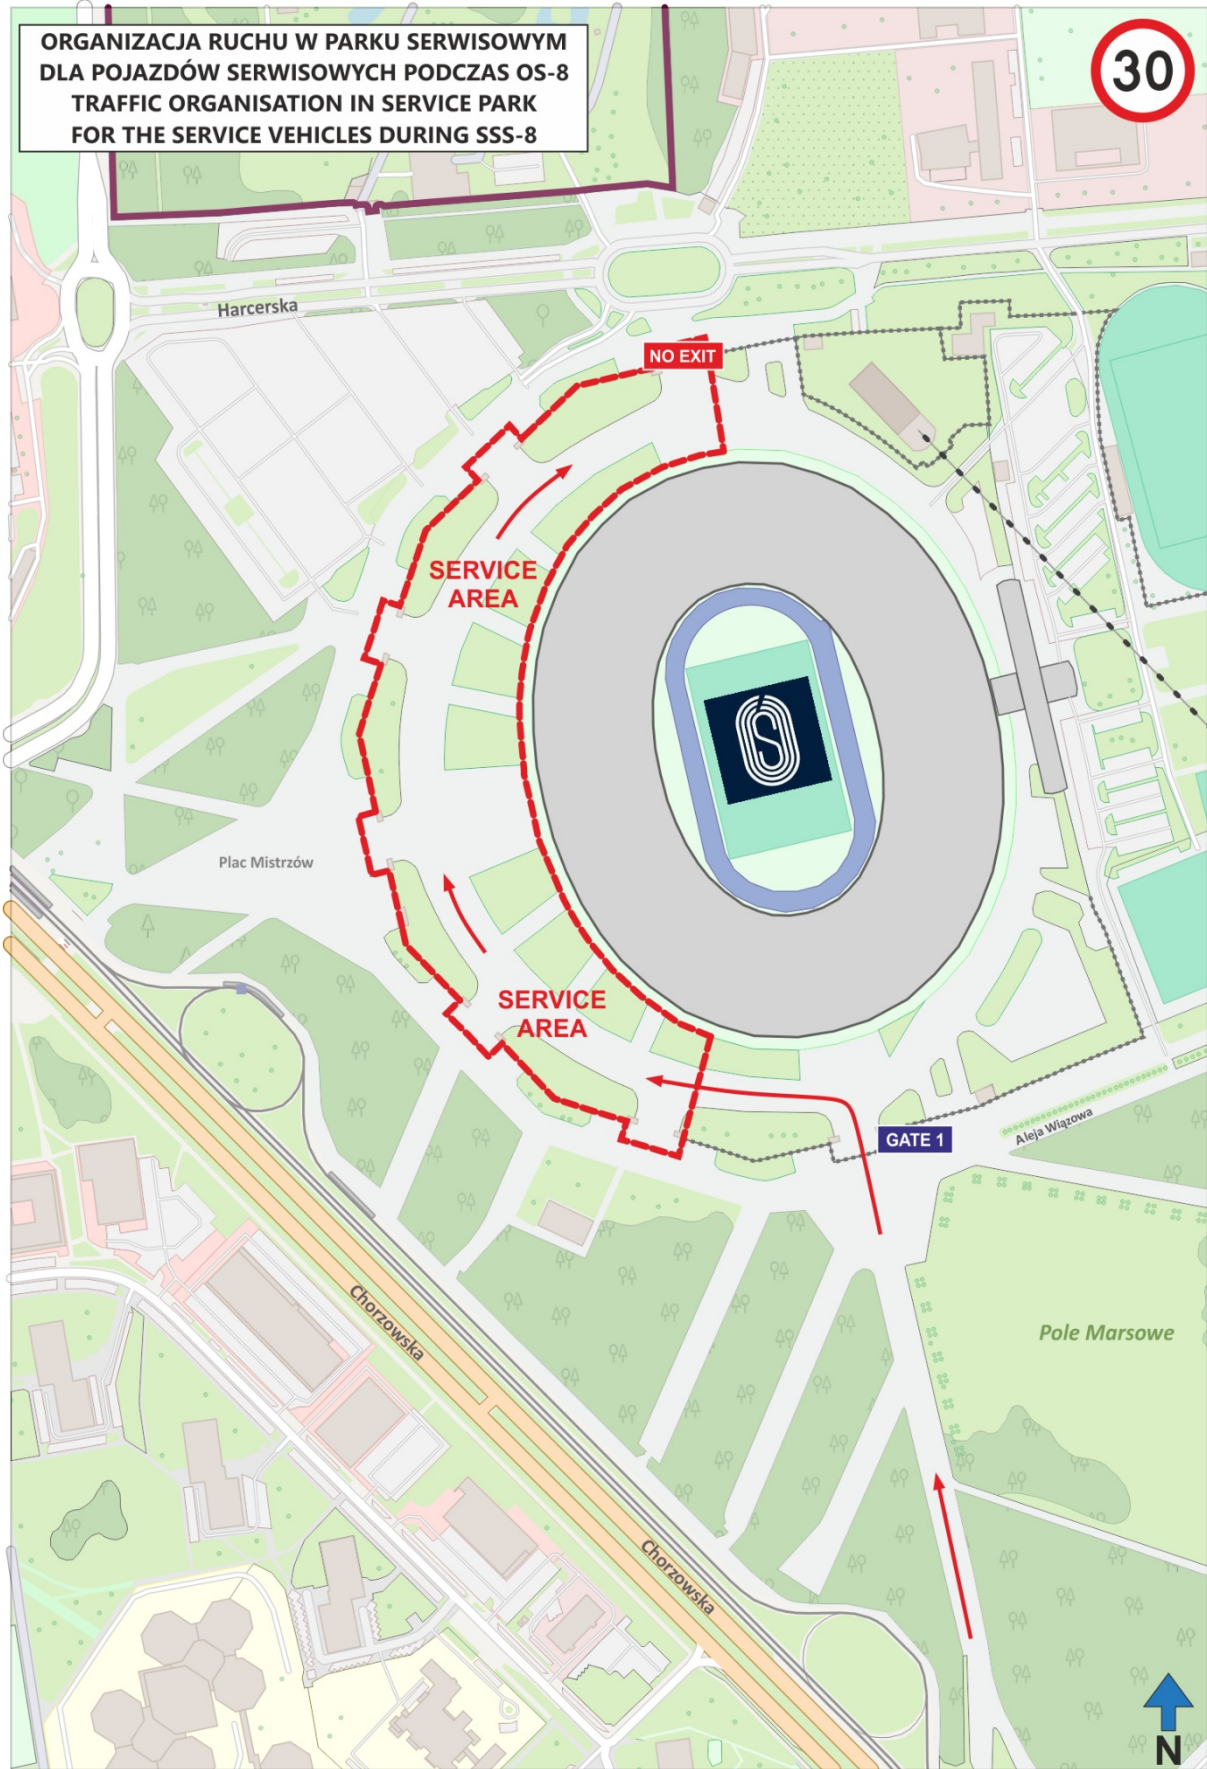 ORGANIZACJA RUCHU W PARKU SERWISOWYM
DLA POJAZDÓW SERWISOWYCH PODCZAS OS-8
TRAFFIC ORGANISATION IN SERVICE PARK
FOR THE SERVICE VEHICLES DURING SSS-8
30
Harcerska
NO EXIT
SERVICE
AREA
Plac Mistrzów
SERVICE
AREA
GATE 1
Aleja Wiązowa
Chorzowska
Pole Marsowe
Chorzowska
N